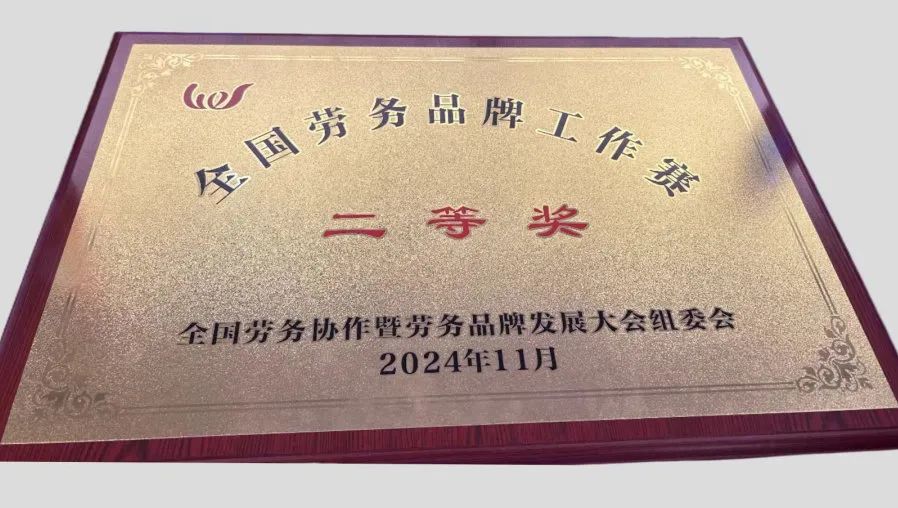 全国劳务品牌工作赛
二等奖
全国劳务协作暨劳务品牌发展大会组委会
2024年11月